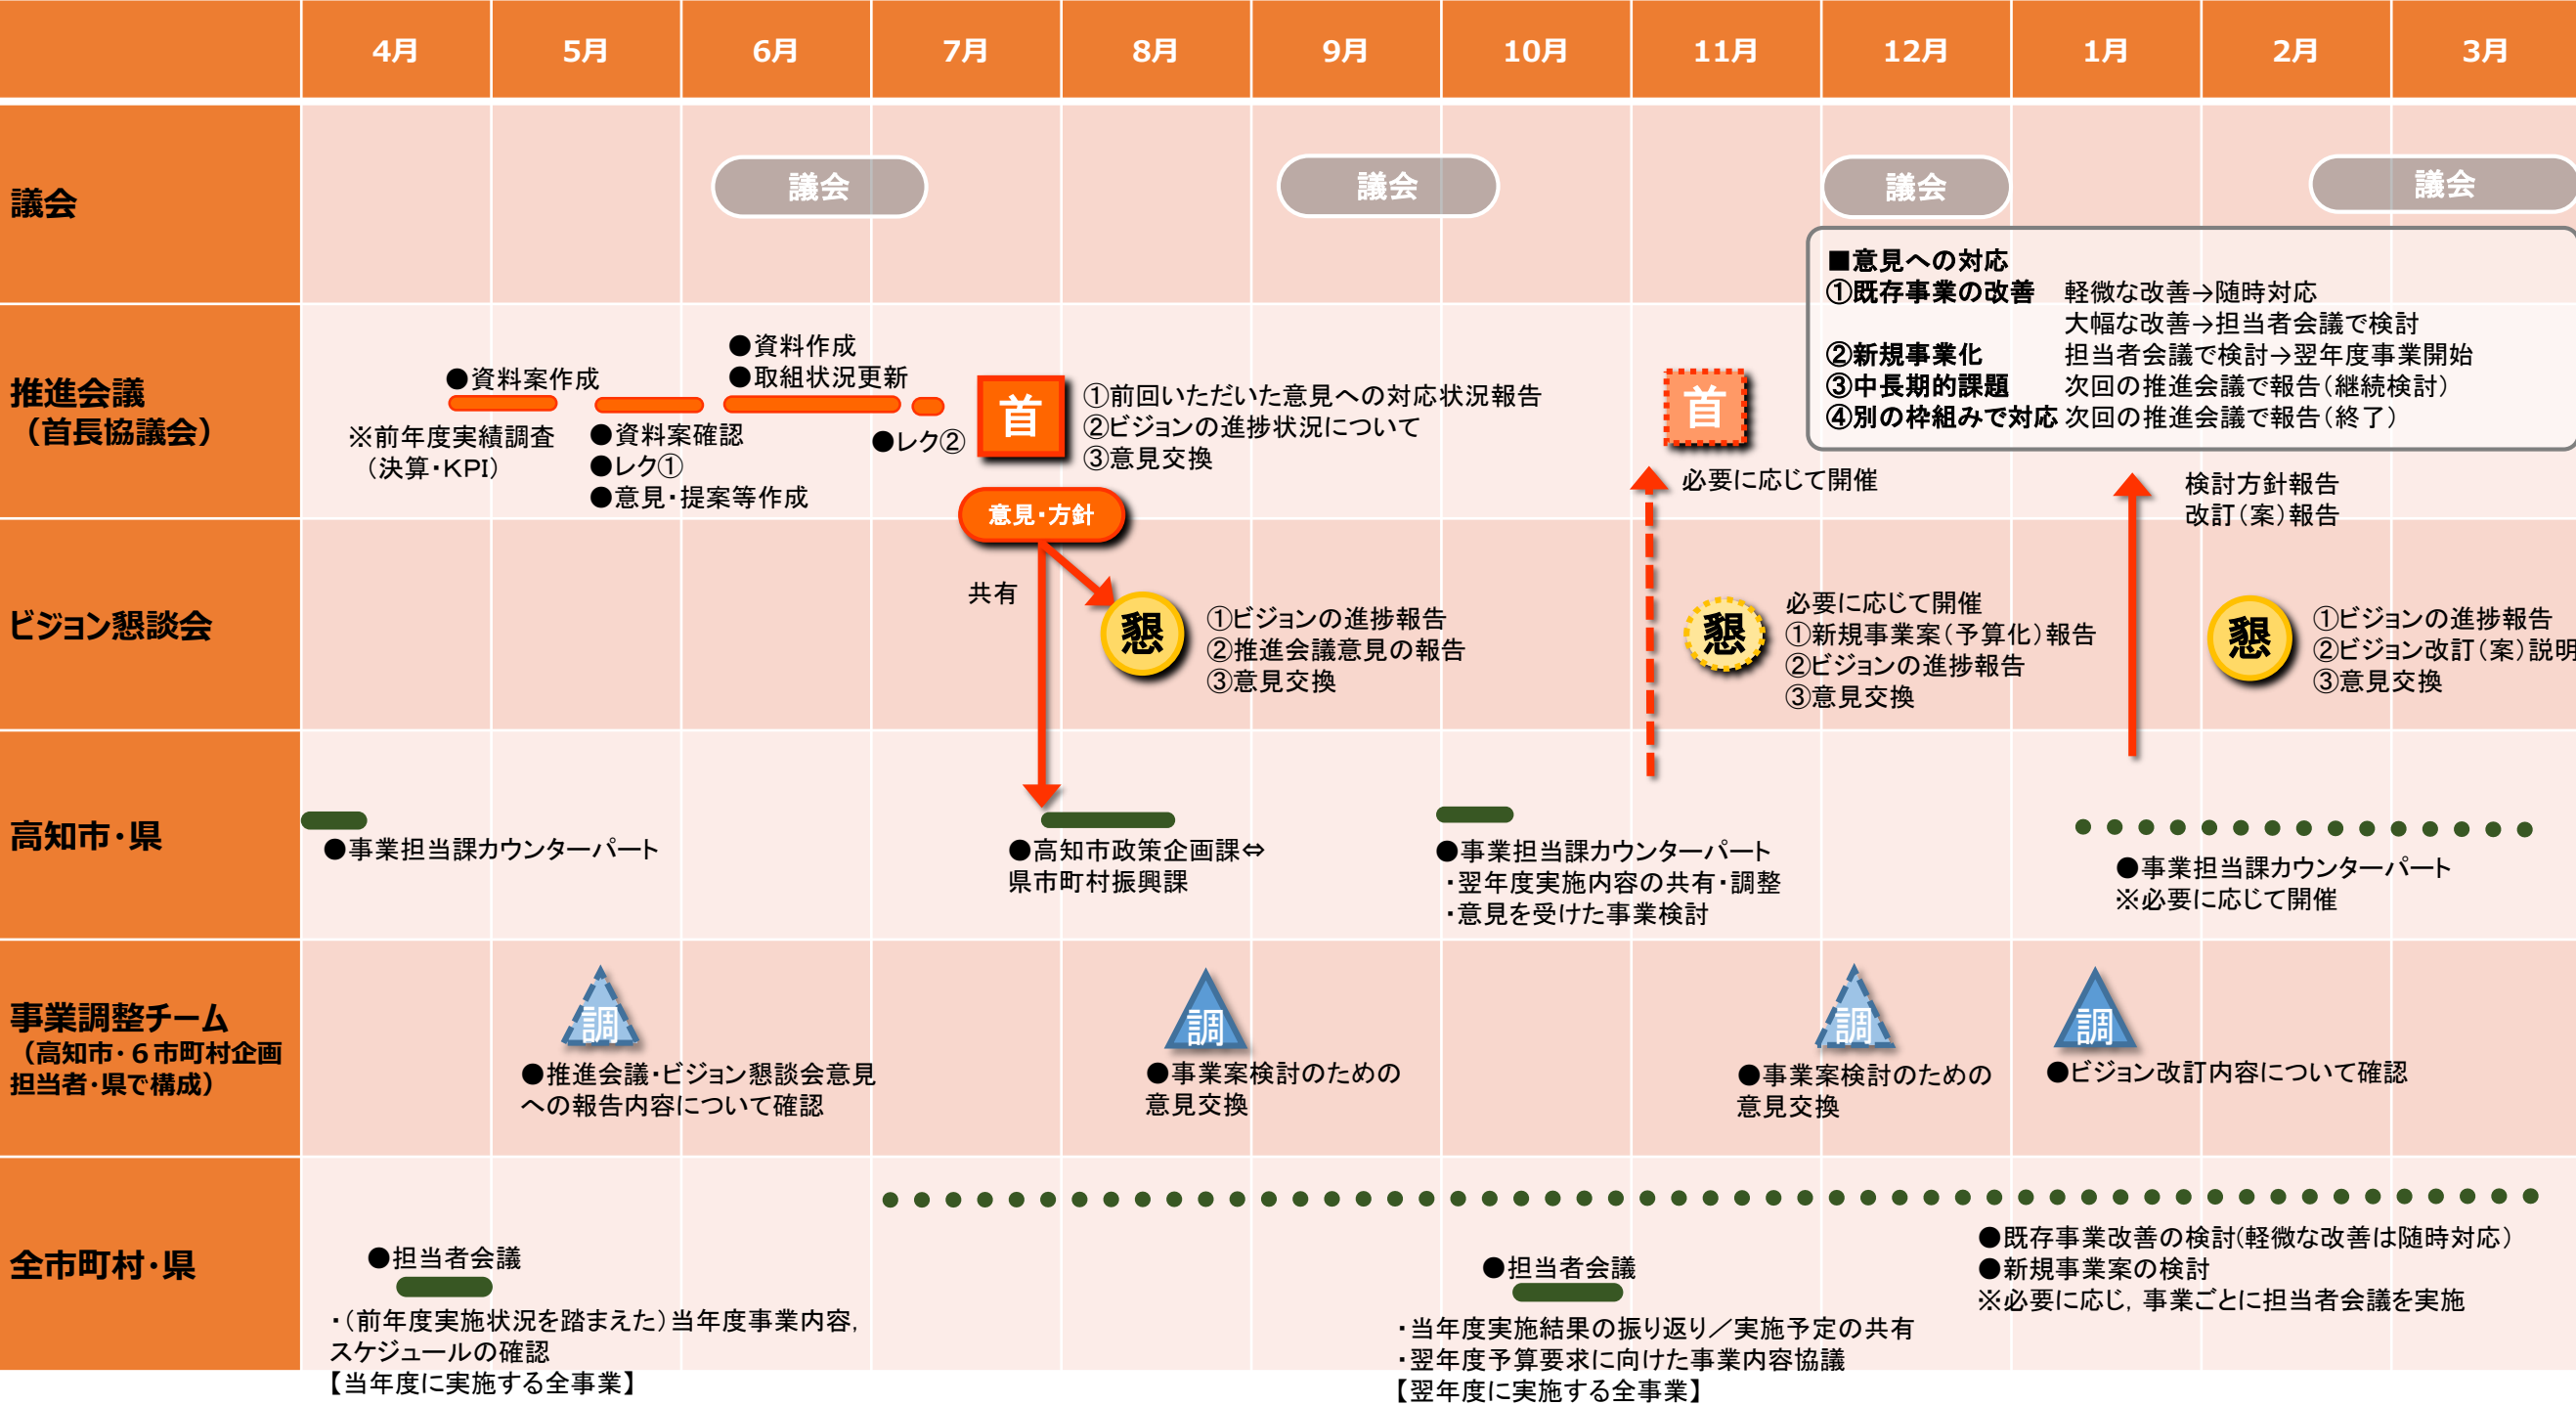 4月
5月
6月
7月
8月
9月
10月
11月
12月
1月
2月
3月
議会
議会
議会
議会
議会
■意見への対応
①既存事業の改善 軽微な改善→随時対応
大幅な改善→担当者会議で検討
②新規事業化 担当者会議で検討→翌年度事業開始
③中長期的課題 次回の推進会議で報告（継続検討）
④別の枠組みで対応 次回の推進会議で報告（終了）
推進会議
（首長協議会）
●資料案作成
※前年度実績調査
（決算・KPI）
●資料案確認
●レク①
●意見・提案等作成
●資料作成
●取組状況更新
●レク②
首
①前回いただいた意見への対応状況報告
②ビジョンの進捗状況について
③意見交換
意見・方針
首
必要に応じて開催
検討方針報告
改訂（案）報告
ビジョン懇談会
共有
懇
①ビジョンの進捗報告
②推進会議意見の報告
③意見交換
懇
必要に応じて開催
①新規事業案（予算化）報告
②ビジョンの進捗報告
③意見交換
懇
①ビジョンの進捗報告
②ビジョン改訂（案）説明
③意見交換
高知市・県
●事業担当課カウンターパート
●高知市政策企画課⇔
県市町村振興課
●事業担当課カウンターパート
・翌年度実施内容の共有・調整
・意見を受けた事業検討
●事業担当課カウンターパート
※必要に応じて開催
事業調整チーム
（高知市・６市町村企画
担当者・県で構成）
調
●推進会議・ビジョン懇談会意見
への報告内容について確認
調
●事業案検討のための
意見交換
調
●事業案検討のための
意見交換
調
●ビジョン改訂内容について確認
全市町村・県
●担当者会議
・（前年度実施状況を踏まえた）当年度事業内容，
スケジュールの確認
【当年度に実施する全事業】
●担当者会議
・当年度実施結果の振り返り／実施予定の共有
・翌年度予算要求に向けた事業内容協議
【翌年度に実施する全事業】
●既存事業改善の検討（軽微な改善は随時対応）
●新規事業案の検討
※必要に応じ，事業ごとに担当者会議を実施